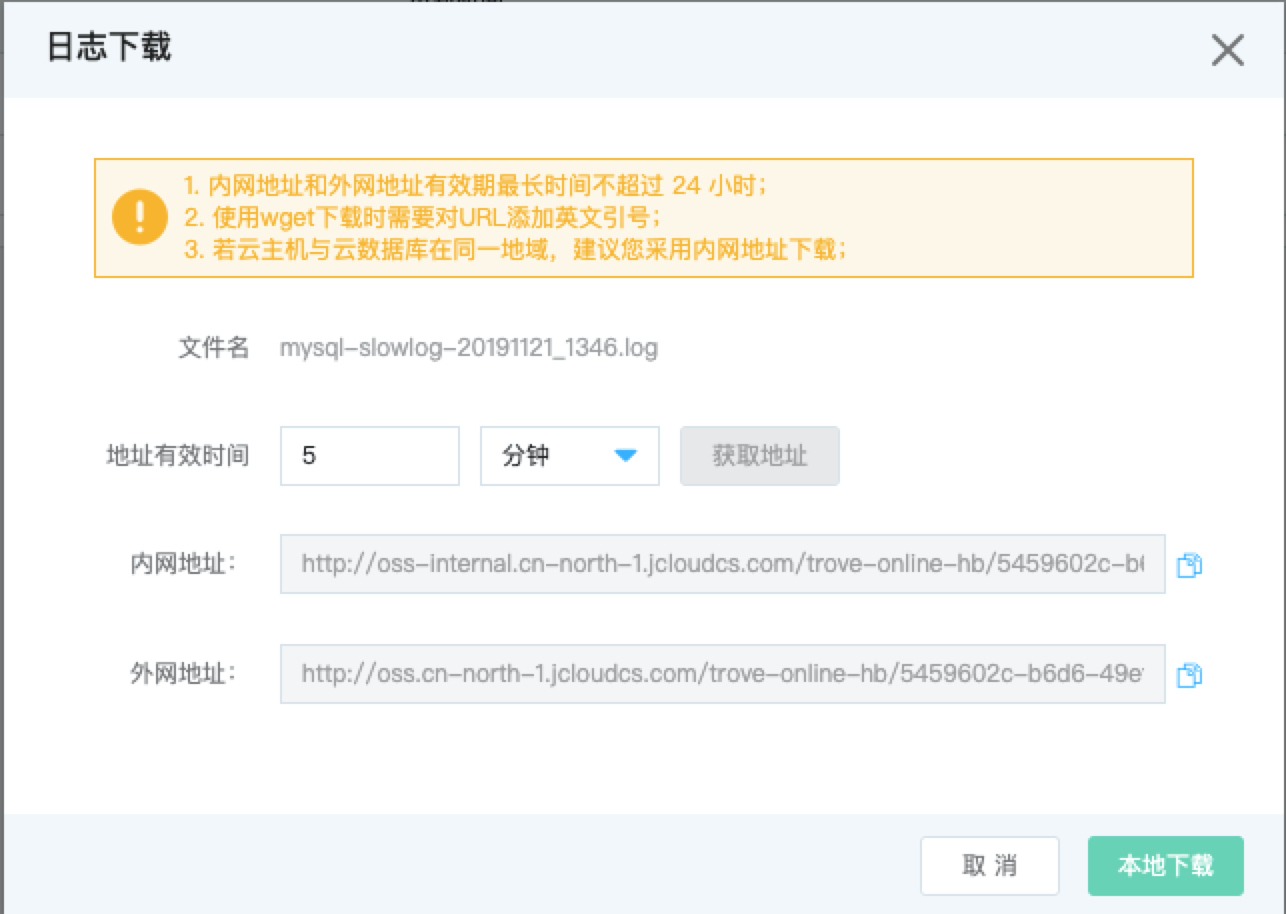 日志下载
1. 内网地址和外网地址有效期最长时间不超过 24 小时；
2. 使用wget下载时需要对URL添加英文引号；
3. 若云主机与云数据库在同一地域，建议您采用内网地址下载；
文件名 mysql-slowlog-20191121_1346.log
地址有效时间 5 分钟 获取地址
内网地址： http://oss-internal.cn-north-1.jcloudcs.com/trove-online-hb/5459602c-b
外网地址： http://oss.cn-north-1.jcloudcs.com/trove-online-hb/5459602c-b6d6-49e
取 消 本地下载